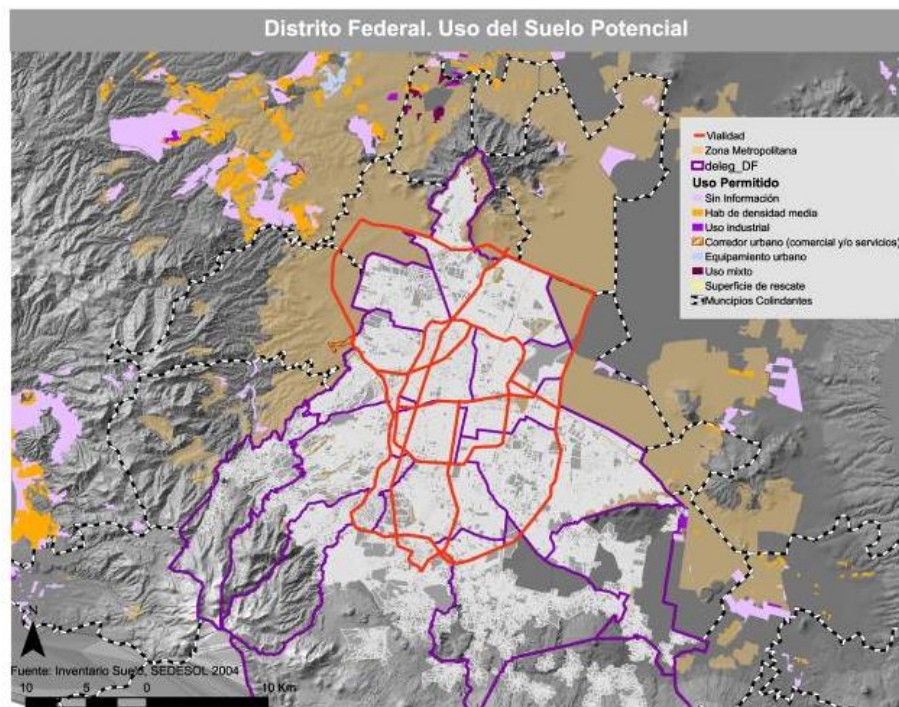 Distrito Federal. Uso del Suelo Potencial
Vialidad
Zona Metropolitana
deleg_DF
Uso Permitido
Sin Información
Hab de densidad media
Uso industrial
Corredor urbano (comercial y/o servicios)
Equipamiento urbano
Uso mixto
Superficie de rescate
Muncipios Colindantes
N
Fuente: Inventario Suelo, SEDESOL 2004
10 5 0 10 Km